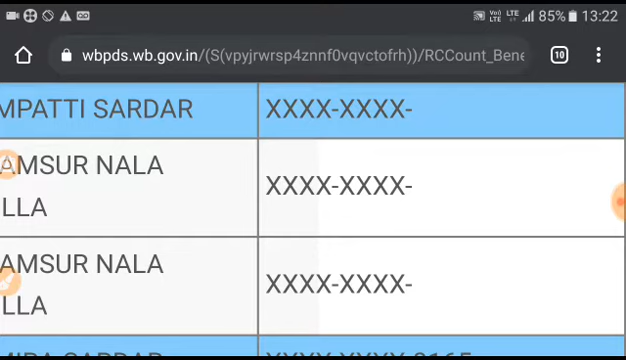 85% 13:22
wbpds.wb.gov.in/(S(vpyjrwrsp4znnf0vqvctofrh))/RCCount_Bene
10
MPATTI SARDAR XXXX-XXXX-
AMSUR NALA
LLA
XXXX-XXXX-
AMSUR NALA
LLA
XXXX-XXXX-